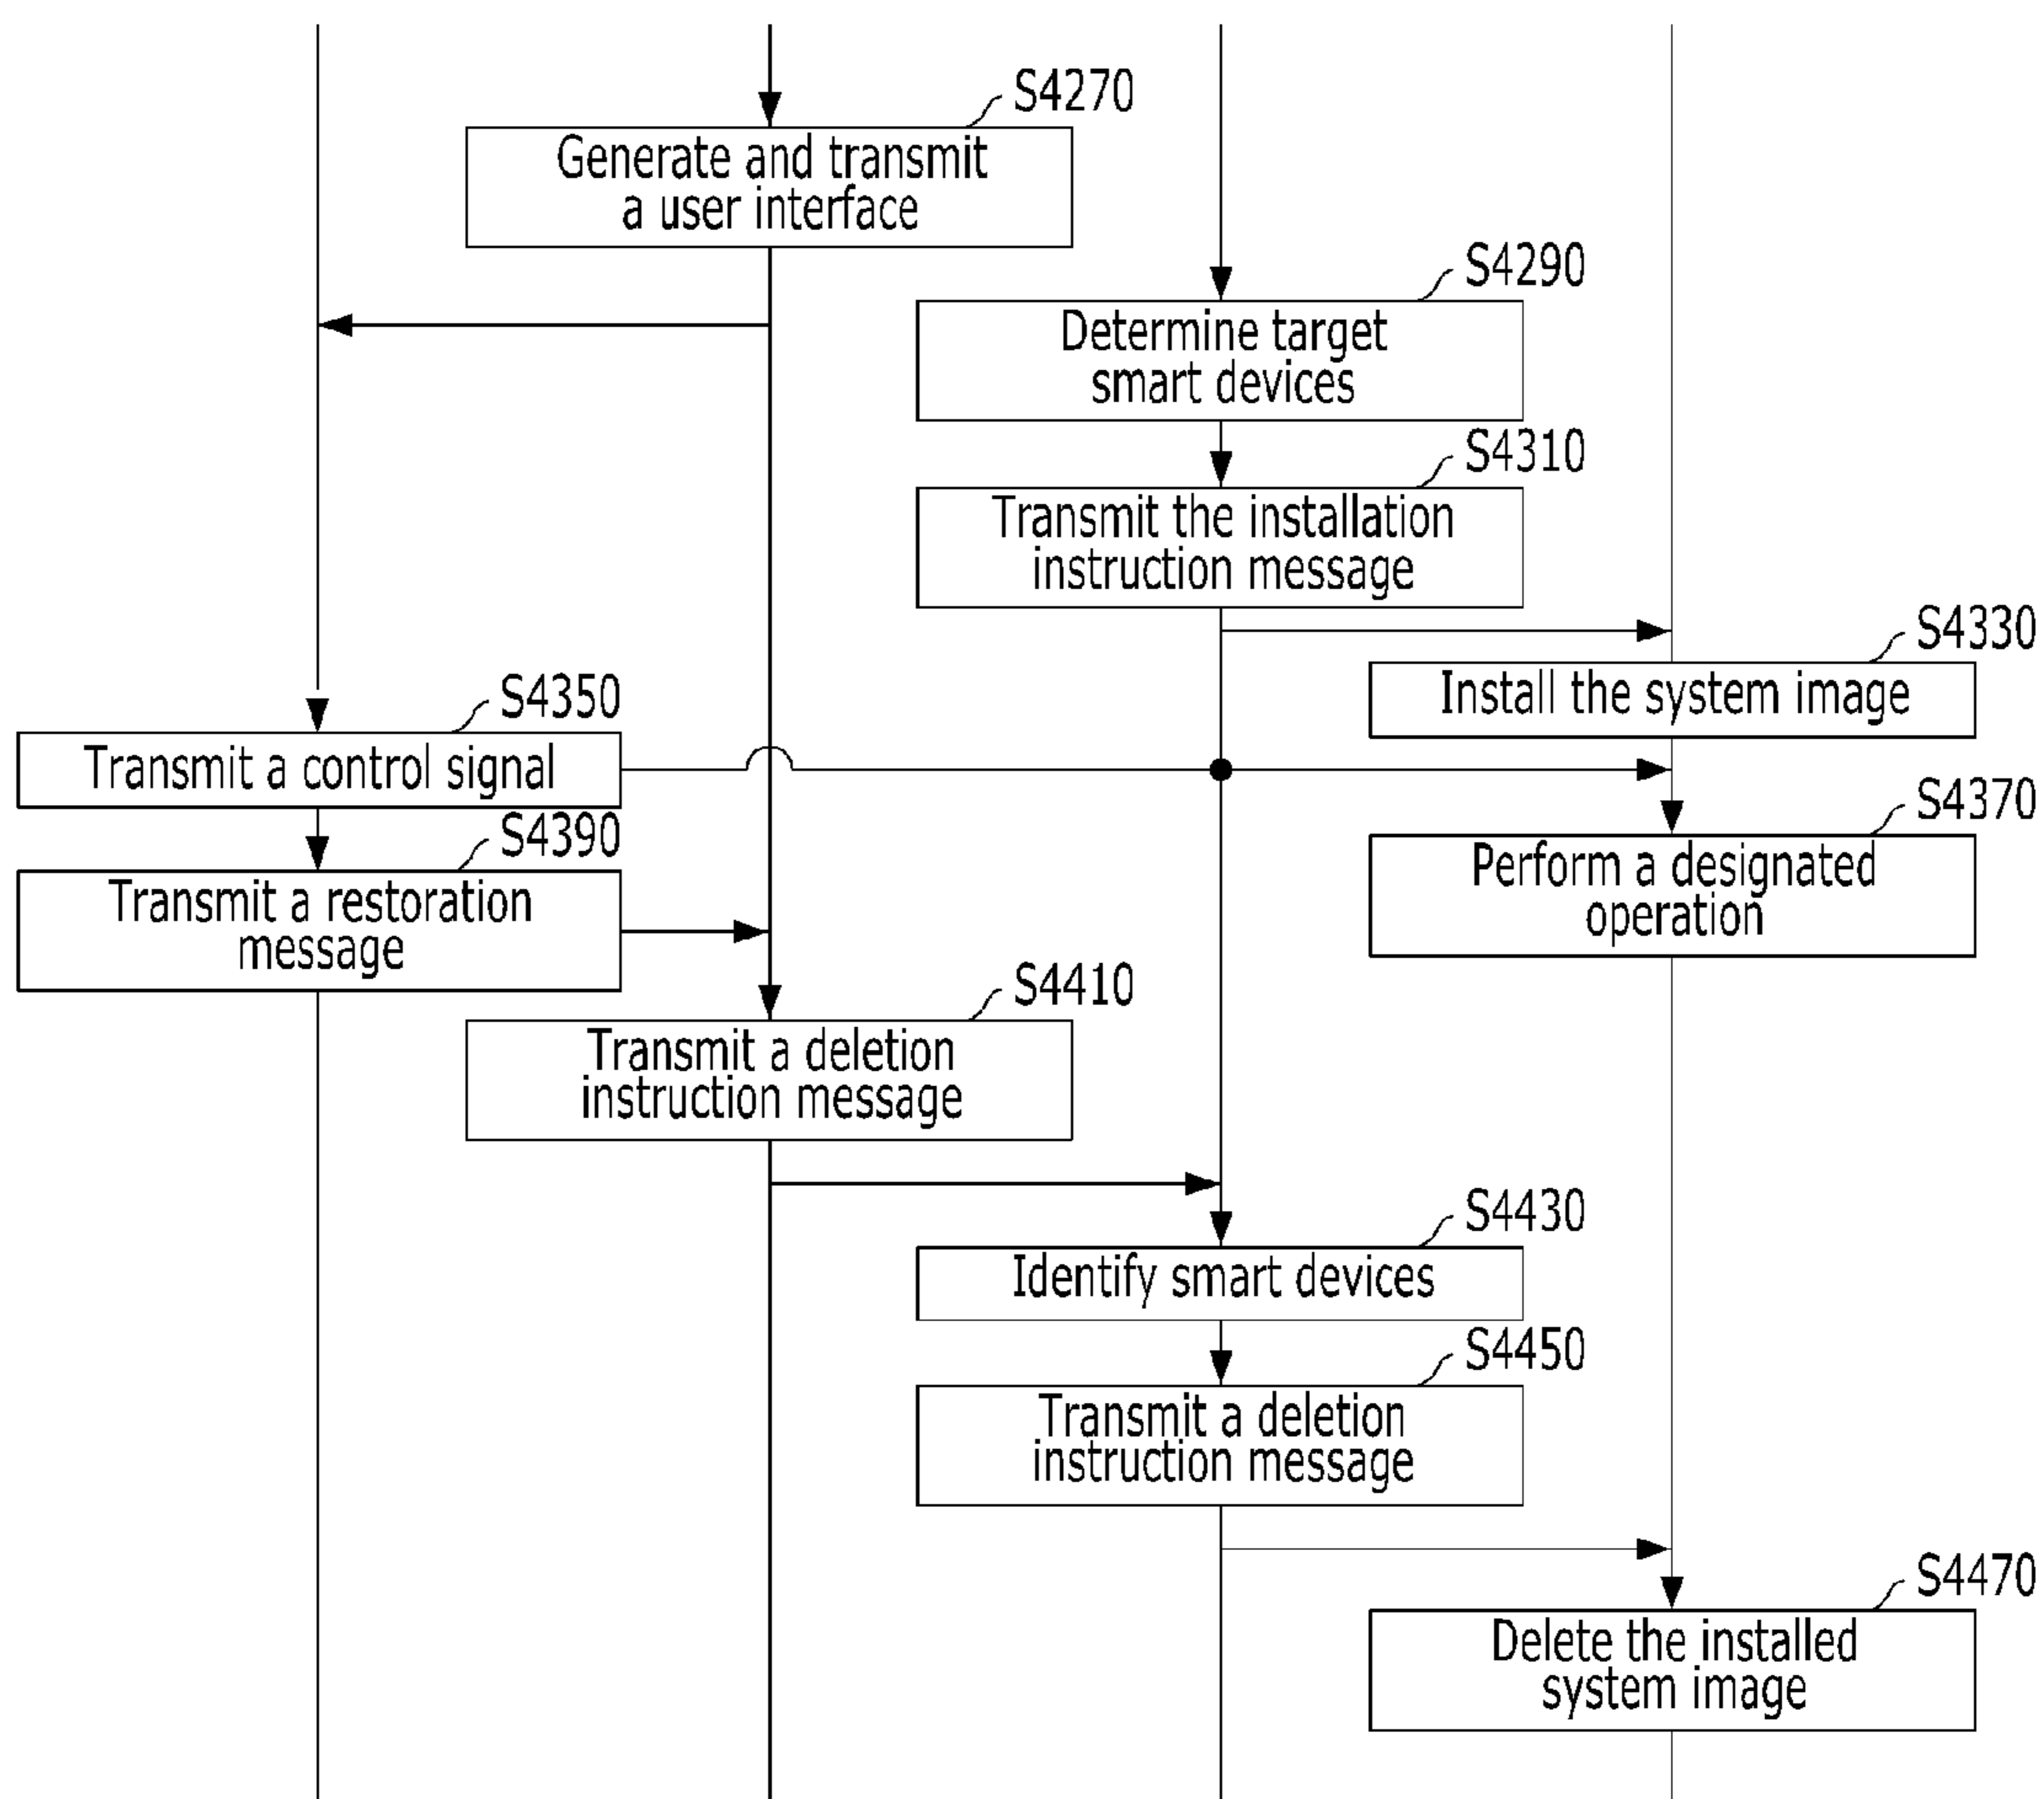 S4270
Generate and transmit
a user interface
S4290
Determine target
smart devices
S4310
Transmit the installation
instruction message
S4330
Install the system image
S4350
Transmit a control signal
S4370
Perform a designated
operation
S4390
Transmit a restoration
message
S4410
Transmit a deletion
instruction message
S4430
Identify smart devices
S4450
Transmit a deletion
instruction message
S4470
Delete the installed
system image